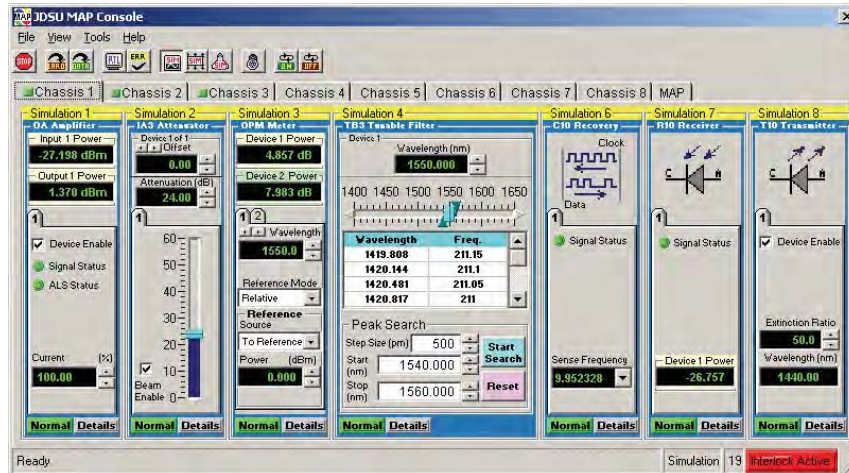 MAP JDSU MAP Console
File View Tools Help
STOP CARD DATA RTL ERR SIM SIM ON OFF
Chassis 1 Chassis 2 Chassis 3 Chassis 4 Chassis 5 Chassis 6 Chassis 7 Chassis 8 MAP
Simulation 1
OA Amplifier
Input 1 Power
-27.198 dBm
Output 1 Power
1.370 dBm
1
Device Enable
Signal Status
ALS Status
Current (%)
100.00
Normal Details
Simulation 2
IA3 Attenuator
Device 1 of 1
Offset
0.00
Attenuation (dB)
24.00
1
60
50
40
30
20
10
0
Beam
Enable
Normal Details
Simulation 3
OPM Meter
Device 1 Power
4.857 dB
Device 2 Power
7.983 dB
1 2
Wavelength
1550.0
Reference Mode
Relative
Reference
Source
To Reference
Power (dBm)
0.000
Normal Details
Simulation 4
TB3 Tunable Filter
Device 1
Wavelength (nm)
1550.000
1400 1450 1500 1550 1600 1650
Wavelength Freq.
1419.808 211.15
1420.144 211.1
1420.481 211.05
1420.817 211
Peak Search
Step Size (pm) 500
Start
(nm) 1540.000
Stop
(nm) 1560.000
Start
Search
Reset
Normal Details
Simulation 6
C10 Recovery
Clock
Data
1
Signal Status
Sense Frequency
9.952328
Normal Details
Simulation 7
R10 Receiver
C A
1
Signal Status
Device 1 Power
-26.757
Normal Details
Simulation 8
T10 Transmitter
C A
1
Device Enable
Extinction Ratio
50.0
Wavelength (nm)
1440.00
Normal Details
Ready
Simulation 19 Interlock Active